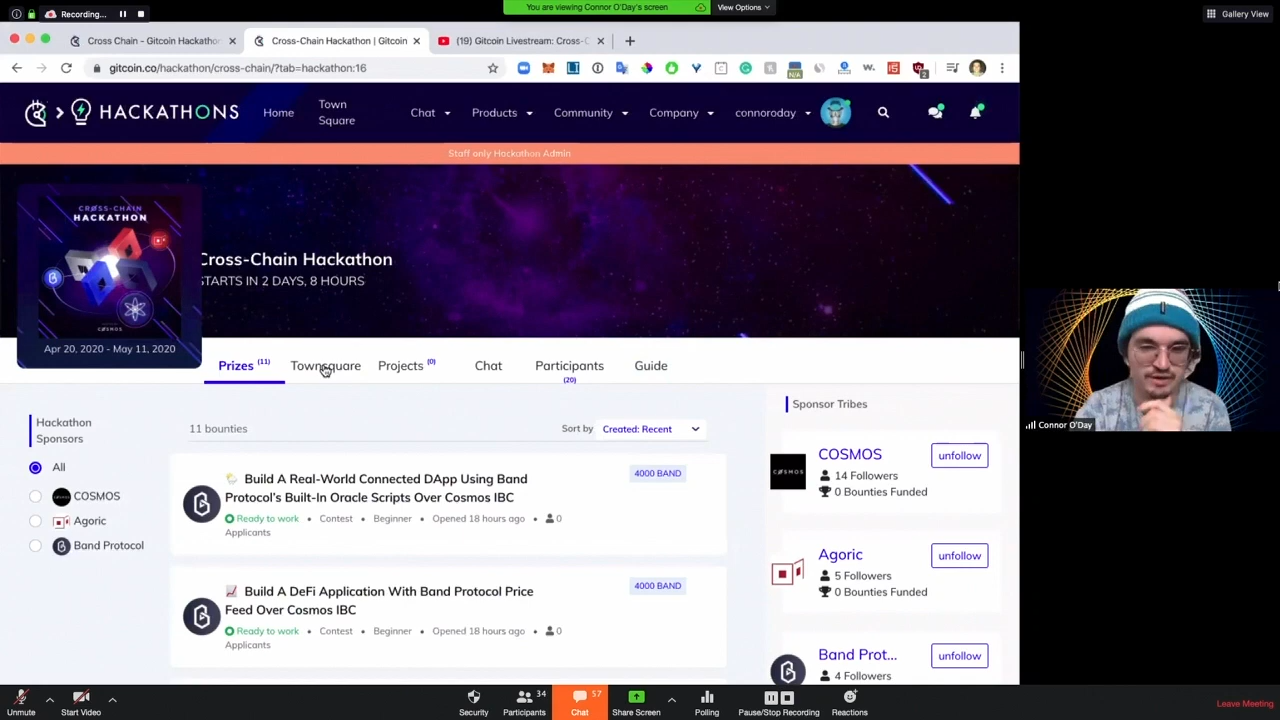 Recording...
You are viewing Connor O'Day's screen
View Options
Gallery View
Cross Chain - Gitcoin Hackathon
Cross-Chain Hackathon | Gitcoin
(19) Gitcoin Livestream: Cross-C
gitcoin.co/hackathon/cross-chain/?tab=hackathon:16
N/A
2
HACKATHONS
Home
Town
Square
Chat
Products
Community
Company
connoroday
Staff only Hackathon Admin
CRØSS-CHAIN
HACKATHON
COSMOS
Apr 20, 2020 - May 11, 2020
Cross-Chain Hackathon
STARTS IN 2 DAYS, 8 HOURS
Prizes (11)
Townsquare
Projects (0)
Chat
Participants
(20)
Guide
Hackathon
Sponsors
All
COSMOS
Agoric
Band Protocol
11 bounties
Sort by
Created: Recent
Build A Real-World Connected DApp Using Band
Protocol's Built-In Oracle Scripts Over Cosmos IBC
4000 BAND
Ready to work • Contest • Beginner • Opened 18 hours ago • 0
Applicants
Build A DeFi Application With Band Protocol Price
Feed Over Cosmos IBC
4000 BAND
Ready to work • Contest • Beginner • Opened 18 hours ago • 0
Applicants
Sponsor Tribes
COSMOS
COSMOS
unfollow
14 Followers
0 Bounties Funded
Agoric
unfollow
5 Followers
0 Bounties Funded
Band Prot...
unfollow
4 Followers
Connor O'Day
Unmute
Start Video
Security
34
Participants
57
Chat
Share Screen
Polling
Pause/Stop Recording
Reactions
Leave Meeting